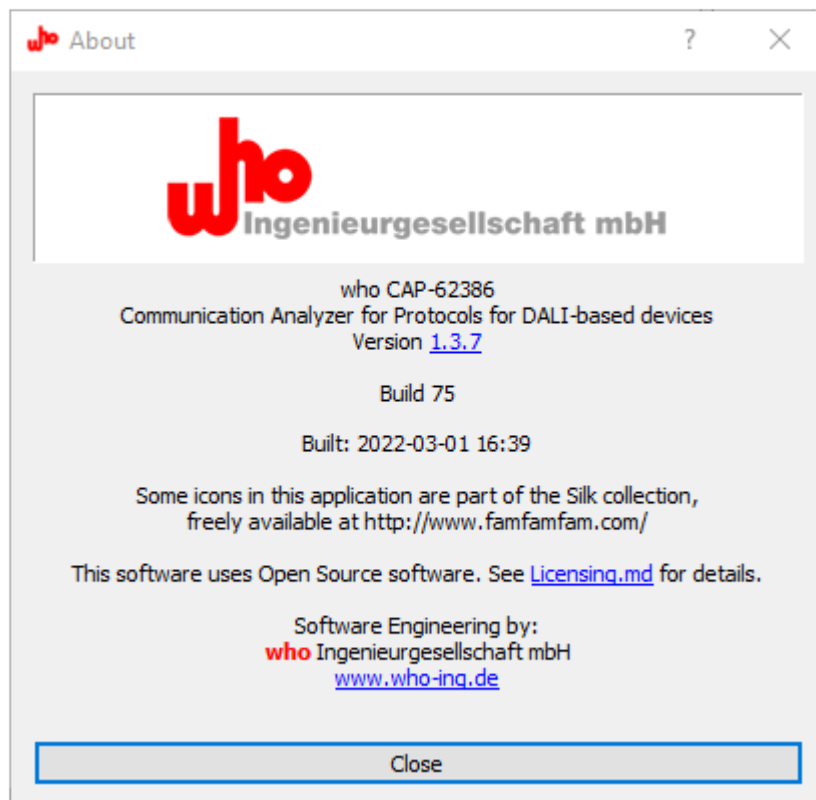 who About
?
who
Ingenieurgesellschaft mbH
who CAP-62386
Communication Analyzer for Protocols for DALI-based devices
Version 1.3.7
Build 75
Built: 2022-03-01 16:39
Some icons in this application are part of the Silk collection,
freely available at http://www.famfamfam.com/
This software uses Open Source software. See Licensing.md for details.
Software Engineering by:
who Ingenieurgesellschaft mbH
www.who-ing.de
Close